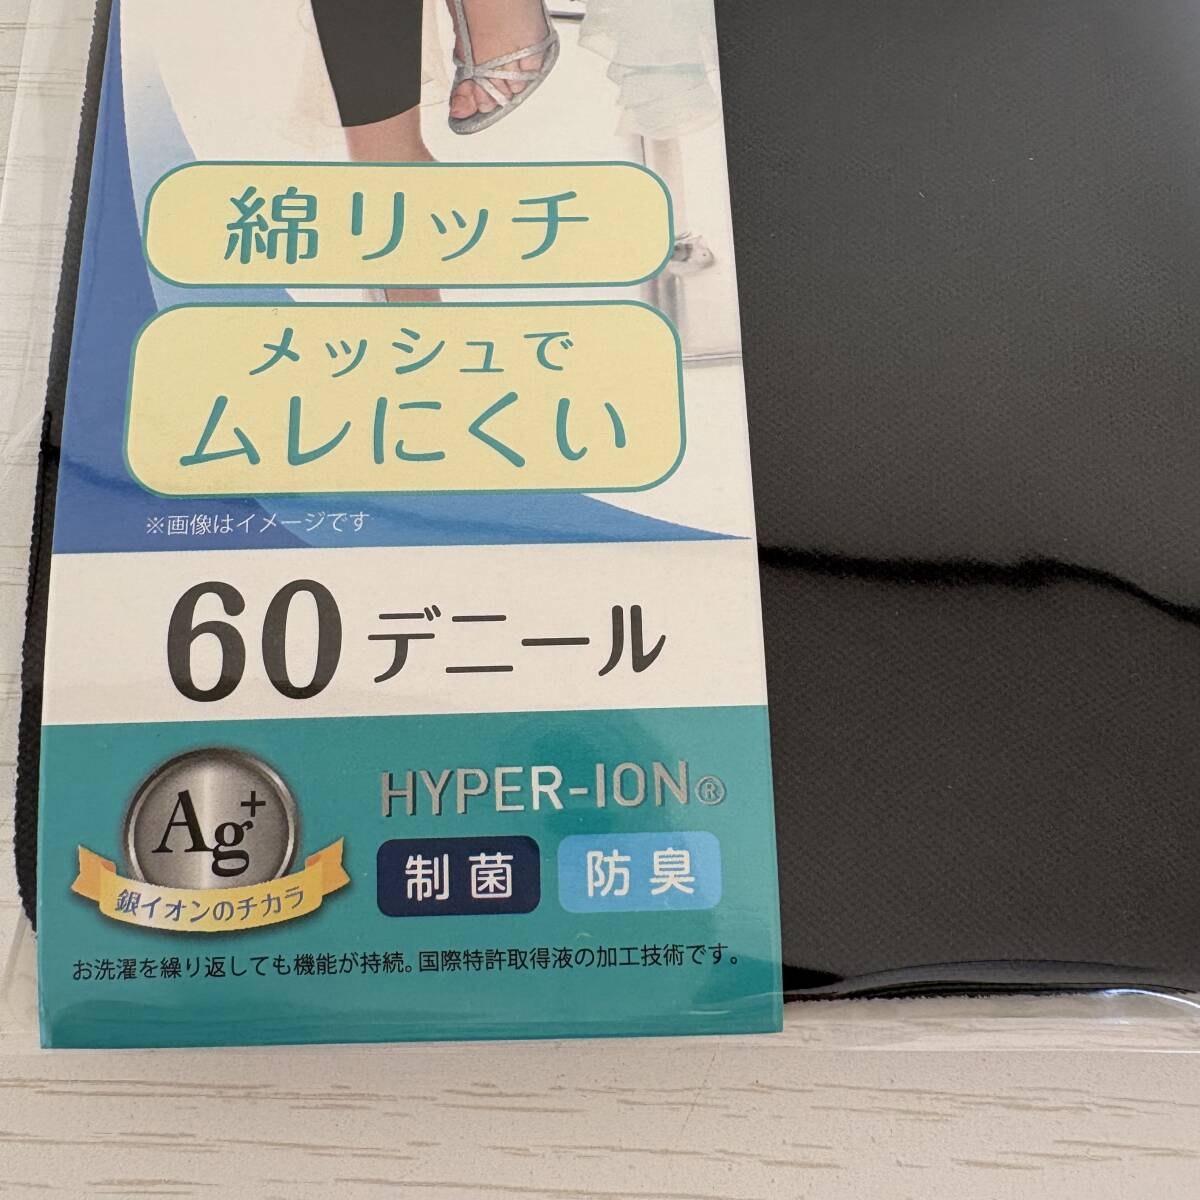 綿リッチ
メッシュで
ムレにくい
※画像はイメージです
60デニール
Ag+
銀イオンのチカラ
HYPER-ION®
制菌 防臭
お洗濯を繰り返しても機能が持続。国際特許取得液の加工技術です。